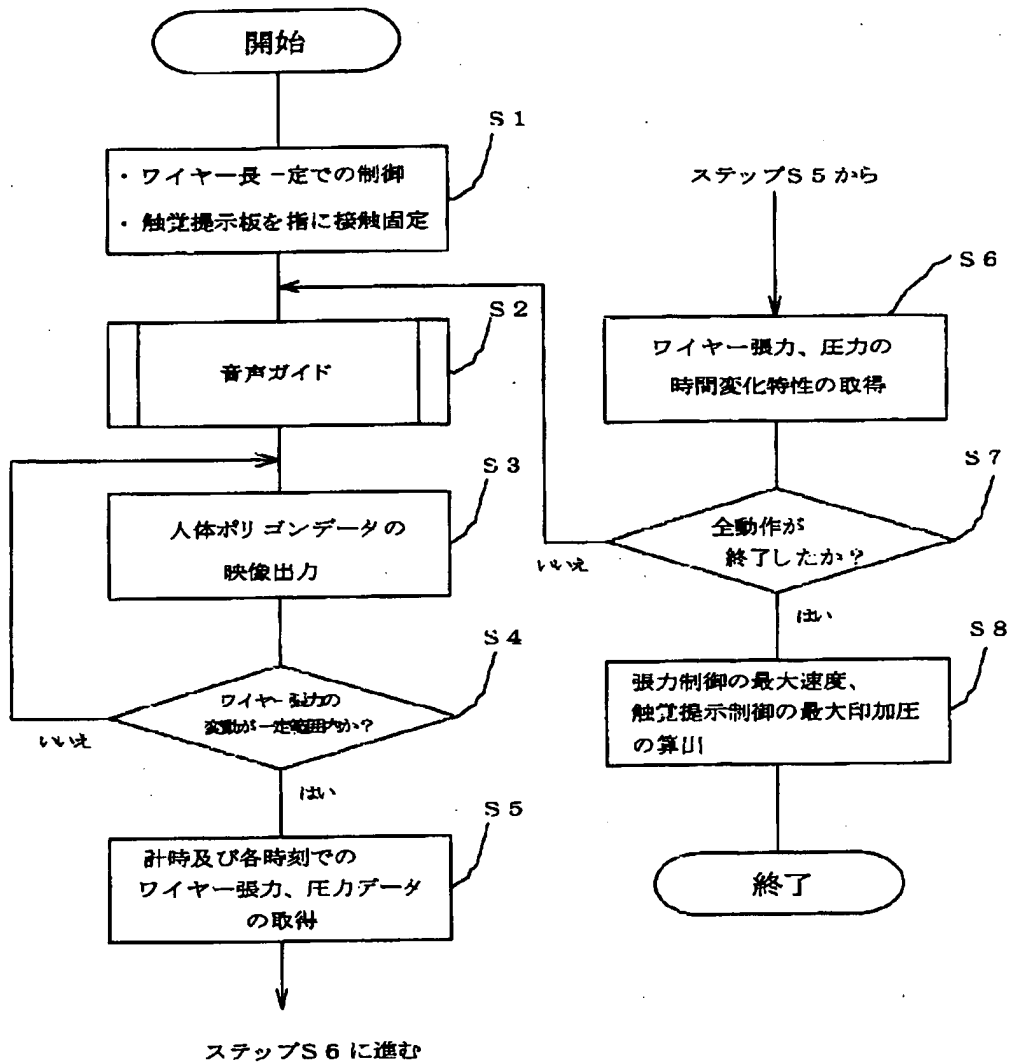 開始
S1
・ワイヤー長一定での制御
・触覚提示板を指に接触固定
S2
音声ガイド
S3
人体ポリゴンデータの
映像出力
S4
ワイヤー張力の
変動が一定範囲内か?
いいえ
はい
S5
計時及び各時刻での
ワイヤー張力、圧力データ
の取得
ステップS6に進む
ステップS5から
S6
ワイヤー張力、圧力の
時間変化特性の取得
S7
全動作が
終了したか?
いいえ
はい
S8
張力制御の最大速度、
触覚提示制御の最大印加圧
の算出
終了